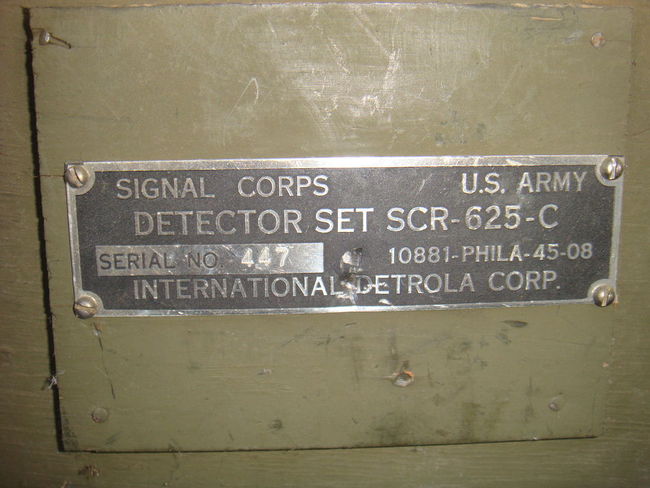 SIGNAL CORPS U.S. ARMY
DETECTOR SET SCR-625-C
SERIAL NO. 447 10881-PHILA-45-08
INTERNATIONAL DETROLA CORP.